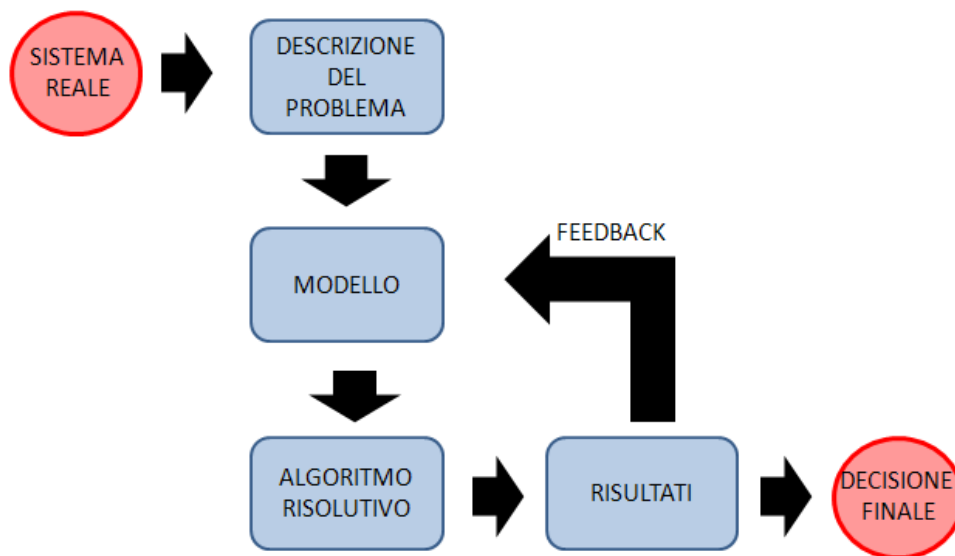 SISTEMA
REALE
DESCRIZIONE
DEL
PROBLEMA
FEEDBACK
MODELLO
ALGORITMO
RISOLUTIVO
RISULTATI
DECISIONE
FINALE